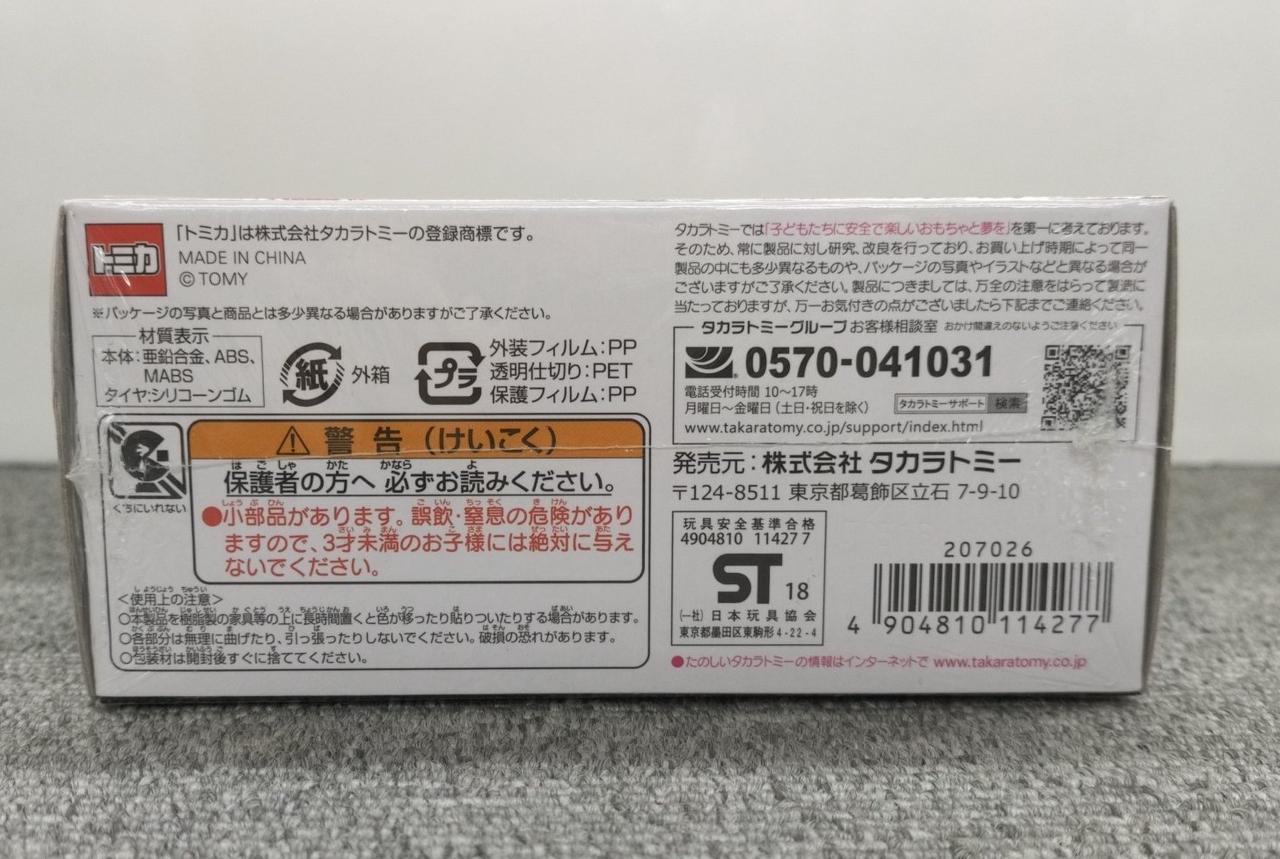 トミカ
「トミカ」は株式会社タカラトミーの登録商標です。
MADE IN CHINA
© TOMY
※パッケージの写真と商品とは多少異なる場合がありますがご了承ください。
材質表示
本体:亜鉛合金、ABS、
MABS
タイヤ:シリコーンゴム
紙 外箱
プラ
外装フィルム:PP
透明仕切り:PET
保護フィルム:PP
くちにいれない
警告(けいこく)
保護者の方へ 必ずお読みください。
●小部品があります。誤飲・窒息の危険があり
ますので、3才未満のお子様には絶対に与え
ないでください。
<使用上の注意>
○本製品を樹脂製の家具等の上に長時間置くと色が移ったり貼りついたりする場合があります。
○各部分は無理に曲げたり、引っ張ったりしないでください。破損の恐れがあります。
○包装材は開封後すぐに捨ててください。
タカラトミーでは「子どもたちに安全で楽しいおもちゃと夢を」を第一に考えております。
そのため、常に製品に対し研究、改良を行っており、お買い上げ時期によって同一
製品の中にも多少異なるものや、パッケージの写真やイラストなどと異なる場合が
ございますがご了承ください。製品につきましては、万全の注意をはらって製造に
当たっておりますが、万一お気付きの点がございましたら下記までご連絡ください。
タカラトミーグループ お客様相談室 おかけ間違えのないようご注意ください
0570-041031
電話受付時間 10〜17時
月曜日〜金曜日(土・日・祝日を除く)
タカラトミーサポート 検索
www.takaratomy.co.jp/support/index.html
発売元:株式会社 タカラトミー
〒124-8511 東京都葛飾区立石 7-9-10
玩具安全基準合格
4904810 11427 7
ST 18
(一社)日本玩具協会
東京都墨田区東駒形4-22-4
207026
4 904810 114277
●たのしいタカラトミーの情報はインターネットで www.takaratomy.co.jp